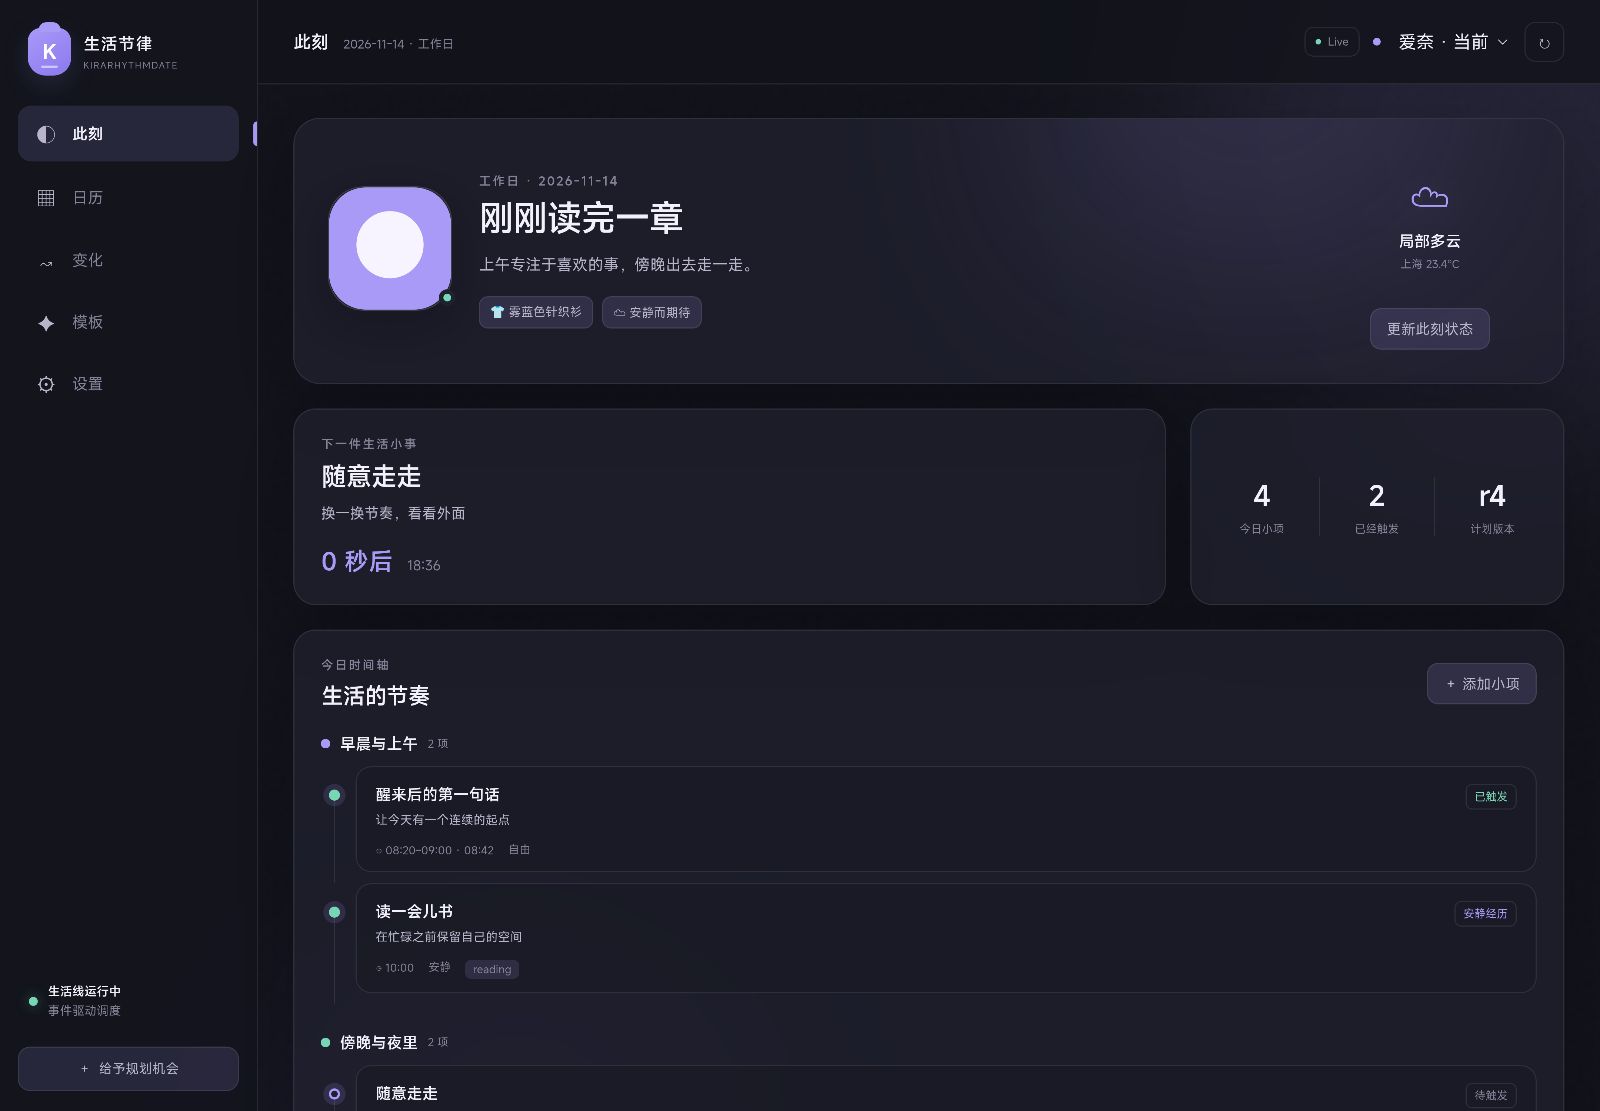 K
生活节律
KIRARHYTHMDATE
此刻
日历
变化
模板
设置
生活线运行中
事件驱动调度
+ 给予规划机会
此刻 2026-11-14 · 工作日
Live
爱奈 · 当前
工作日 · 2026-11-14
刚刚读完一章
上午专注于喜欢的事，傍晚出去走一走。
雾蓝色针织衫
安静而期待
局部多云
上海 23.4°C
更新此刻状态
下一件生活小事
随意走走
换一换节奏，看看外面
0 秒后 18:36
4
今日小项
2
已经触发
r4
计划版本
今日时间轴
生活的节奏
+ 添加小项
早晨与上午 2 项
醒来后的第一句话
已触发
让今天有一个连续的起点
08:20–09:00 · 08:42 自由
读一会儿书
安静经历
在忙碌之前保留自己的空间
10:00 安静 reading
傍晚与夜里 2 项
随意走走
待触发